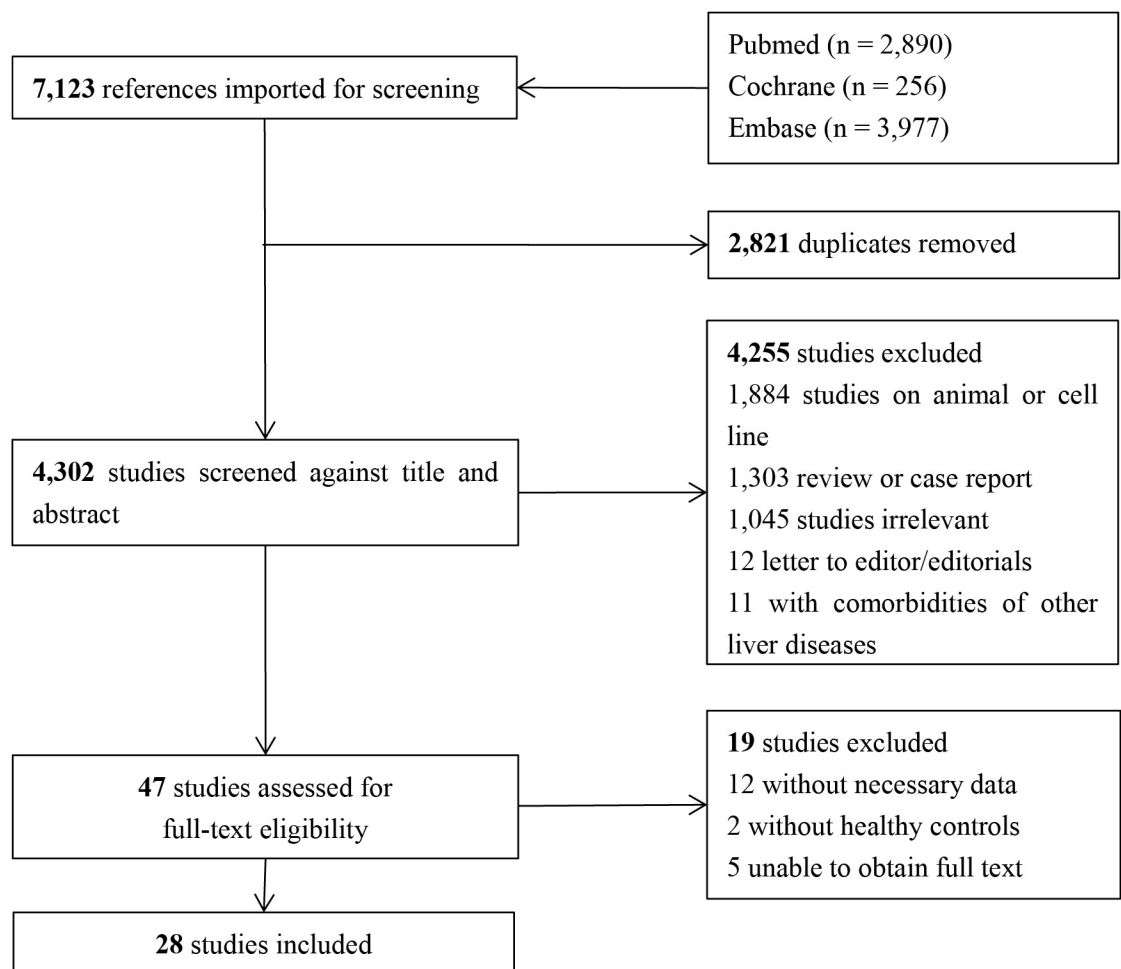 7,123 references imported for screening
Pubmed (n = 2,890)
Cochrane (n = 256)
Embase (n = 3,977)
2,821 duplicates removed
4,302 studies screened against title and
abstract
4,255 studies excluded
1,884 studies on animal or cell
line
1,303 review or case report
1,045 studies irrelevant
12 letter to editor/editorials
11 with comorbidities of other
liver diseases
47 studies assessed for
full-text eligibility
19 studies excluded
12 without necessary data
2 without healthy controls
5 unable to obtain full text
28 studies included